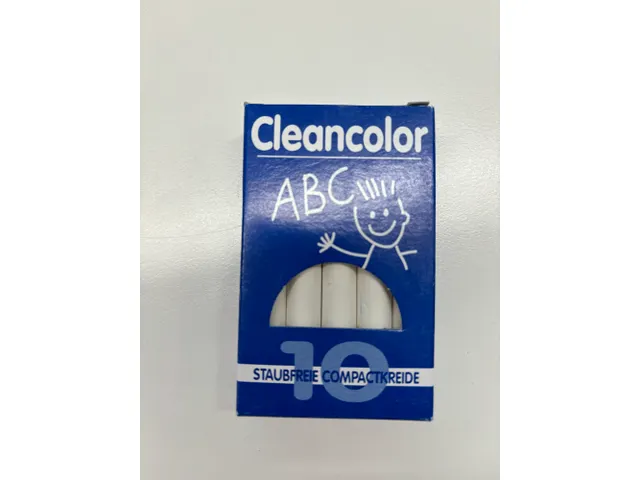 Cleancolor
ABC
10
STAUBFREIE COMPACTKREIDE